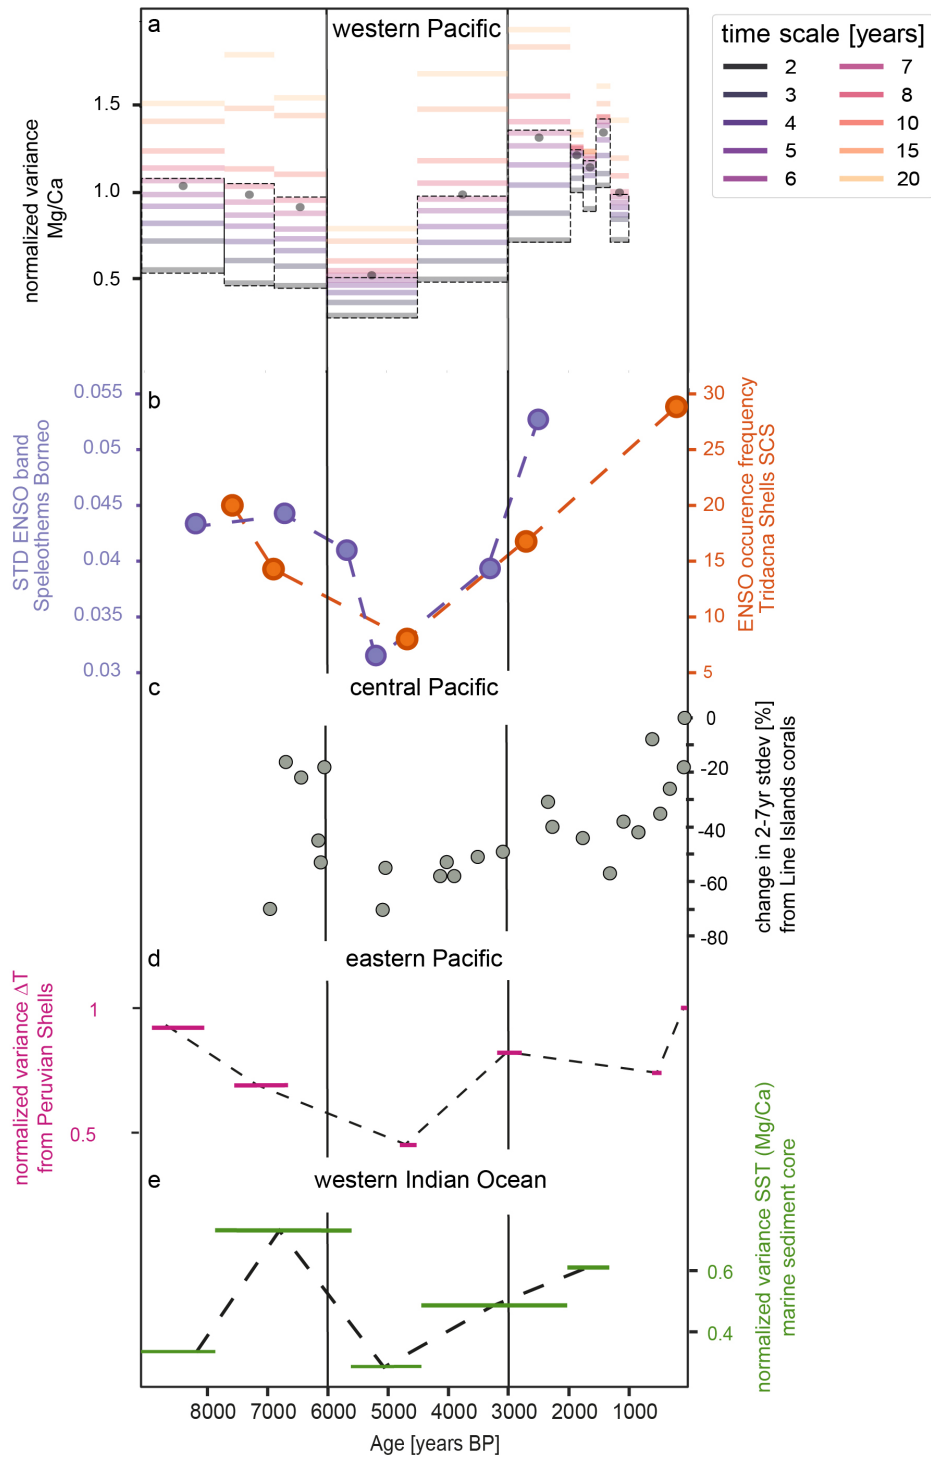 a
western Pacific
time scale [years]
2
7
3
8
4
10
5
15
6
20
normalized variance
Mg/Ca
1.5
1.0
0.5
b
STD ENSO band
Speleothems Borneo
0.055
0.05
0.045
0.04
0.035
0.03
30
25
20
15
10
5
ENSO occurence frequency
Tridacna Shells SCS
c
central Pacific
0
-20
-40
-60
-80
change in 2-7yr stdev [%]
from Line Islands corals
d
eastern Pacific
normalized variance ΔT
from Peruvian Shells
1
0.5
e
western Indian Ocean
0.6
0.4
normalized variance SST (Mg/Ca)
marine sediment core
8000
7000
6000
5000
4000
3000
2000
1000
Age [years BP]